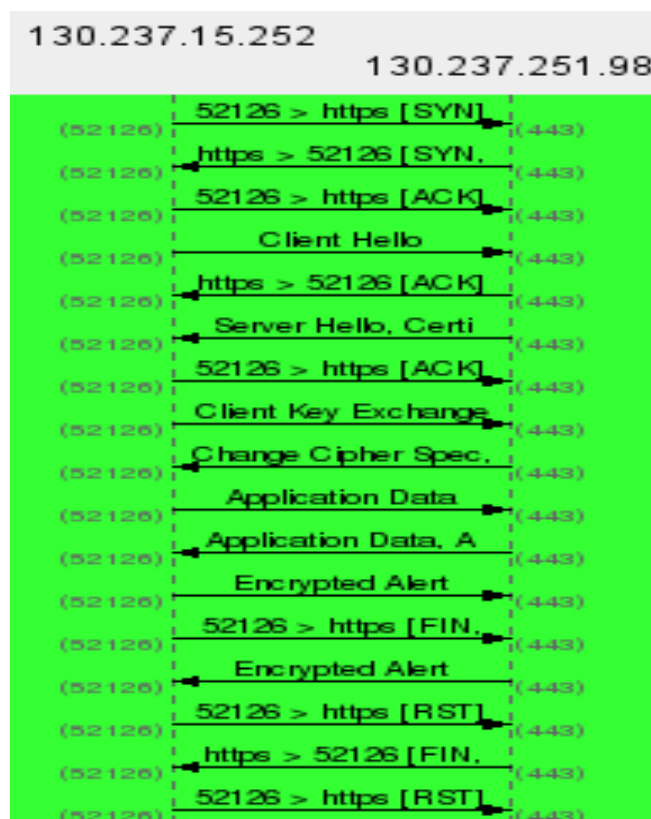 130.237.15.252
130.237.251.98
52126 > https [SYN]
(52126) (443)
https > 52126 [SYN,
(52126) (443)
52126 > https [ACK]
(52126) (443)
Client Hello
(52126) (443)
https > 52126 [ACK]
(52126) (443)
Server Hello, Certi
(52126) (443)
52126 > https [ACK]
(52126) (443)
Client Key Exchange
(52126) (443)
Change Cipher Spec,
(52126) (443)
Application Data
(52126) (443)
Application Data, A
(52126) (443)
Encrypted Alert
(52126) (443)
52126 > https [FIN,
(52126) (443)
Encrypted Alert
(52126) (443)
52126 > https [RST]
(52126) (443)
https > 52126 [FIN,
(52126) (443)
52126 > https [RST]
(52126) (443)